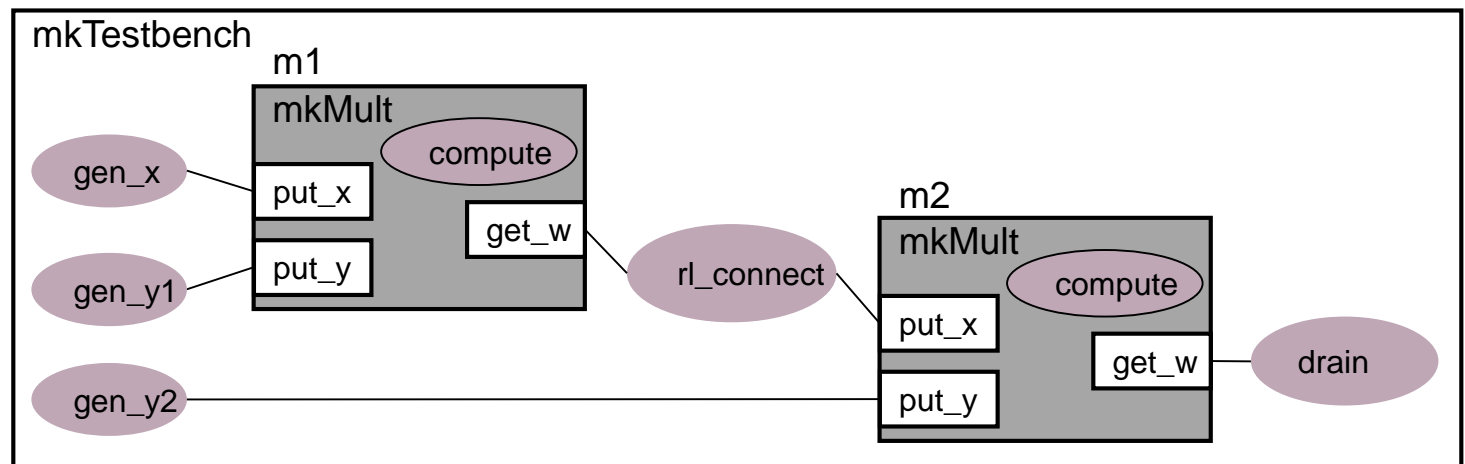 mkTestbench
m1
mkMult
compute
gen_x
put_x
get_w
gen_y1
put_y
rl_connect
m2
mkMult
compute
put_x
get_w
drain
gen_y2
put_y